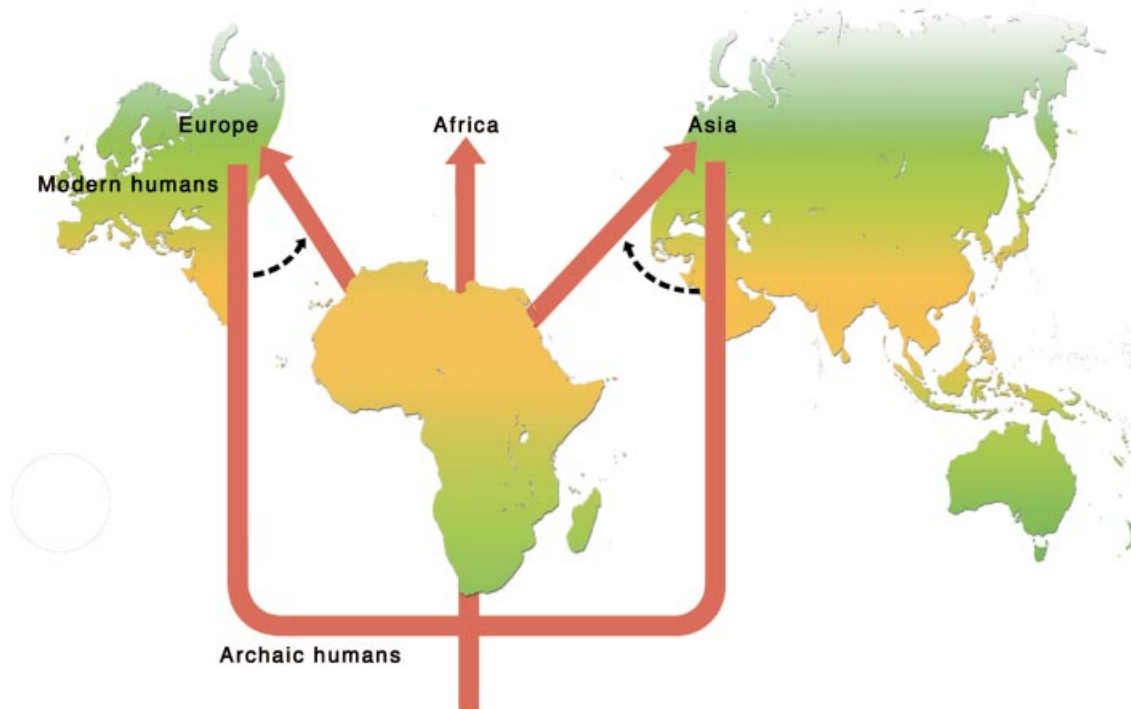 Europe
Africa
Asia
Modern humans
Archaic humans